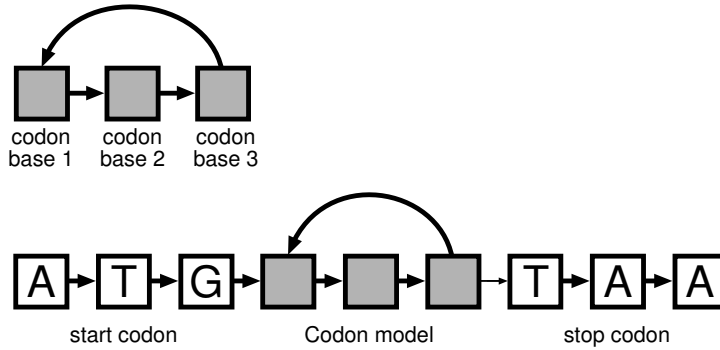 codon codon codon
base 1 base 2 base 3
A T G T A A
start codon Codon model stop codon